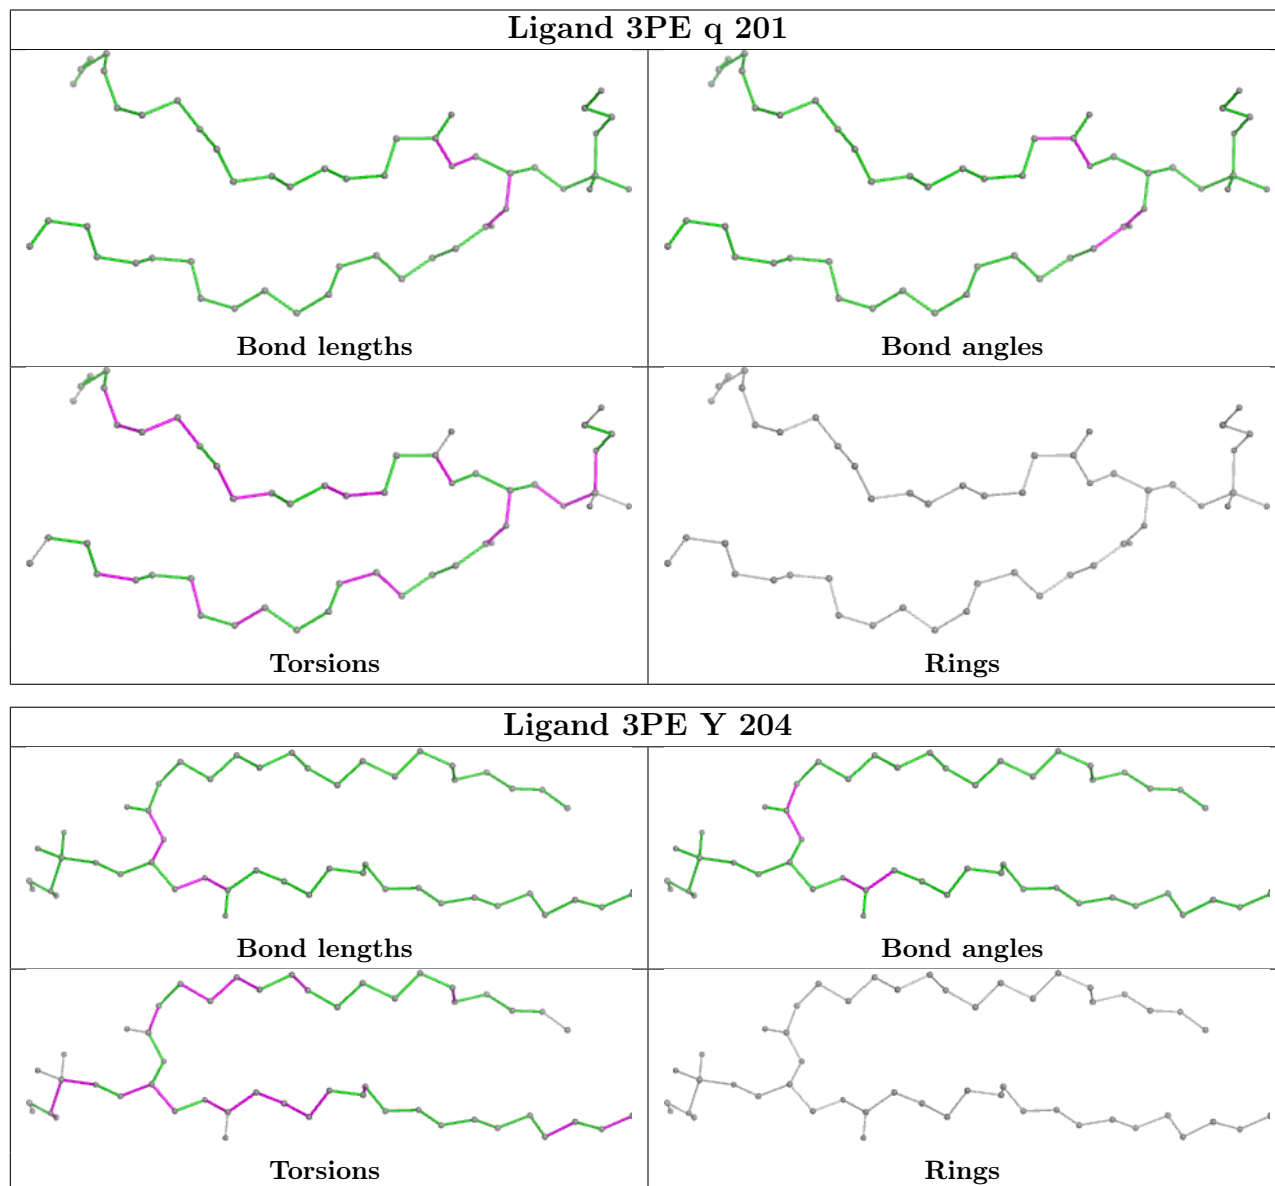 Ligand 3PE q 201
Bond lengths
Bond angles
Torsions
Rings
Ligand 3PE Y 204
Bond lengths
Bond angles
Torsions
Rings